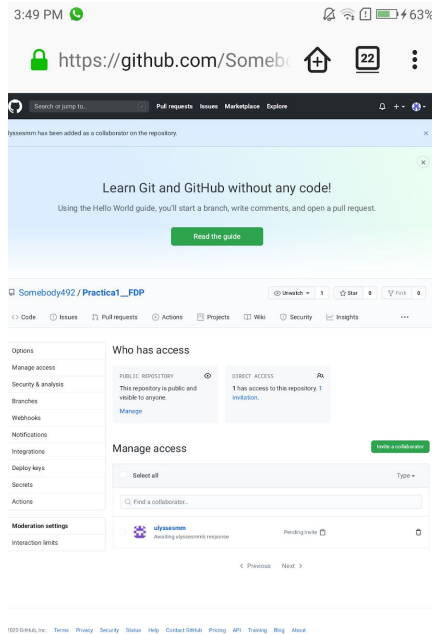 3:49 PM 63%
https://github.com/Somebo 22
Search or jump to... / Pull requests Issues Marketplace Explore
lyssesmm has been added as a collaborator on the repository.
Learn Git and GitHub without any code!
Using the Hello World guide, you'll start a branch, write comments, and open a pull request.
Read the guide
Somebody492 / Practica1__FDP Unwatch 1 Star 0 Fork 0
Code Issues Pull requests Actions Projects Wiki Security Insights ...
Options
Manage access
Security & analysis
Branches
Webhooks
Notifications
Integrations
Deploy keys
Secrets
Actions
Moderation settings
Interaction limits
Who has access
PUBLIC REPOSITORY
This repository is public and
visible to anyone.
Manage
DIRECT ACCESS
1 has access to this repository. 1
invitation.
Manage access Invite a collaborator
Select all Type
Find a collaborator...
ulyssesmm
Awaiting ulyssesmm's response Pending Invite
< Previous Next >
2020 GitHub, Inc. Terms Privacy Security Status Help Contact GitHub Pricing API Training Blog About